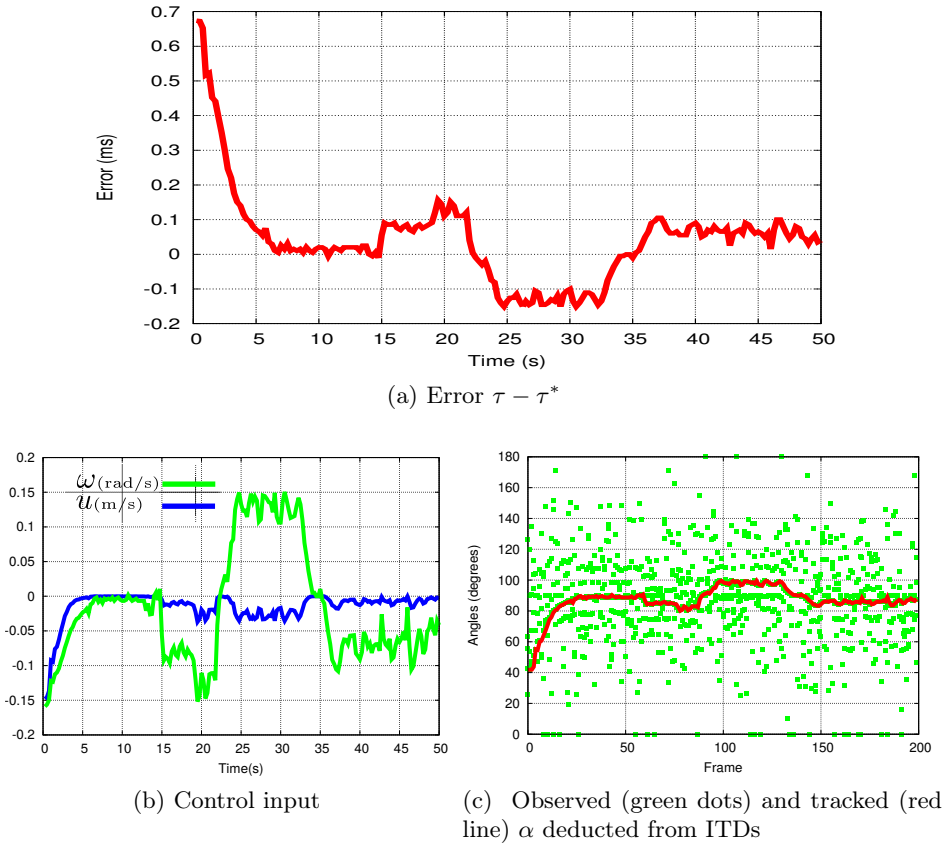 0.7
0.6
0.5
0.4
0.3
0.2
0.1
0
-0.1
-0.2
Error (ms)
0 5 10 15 20 25 30 35 40 45 50
Time (s)
(a) Error τ − τ*
0.2
0.15
0.1
0.05
0
-0.05
-0.1
-0.15
-0.2
ω(rad/s)
u(m/s)
0 5 10 15 22 25 30 35 40 45 50
Time(s)
(b) Control input
180
160
140
120
100
80
60
40
20
0
Angles (degrees)
0 50 100 150 200
Frame
(c) Observed (green dots) and tracked (red
line) α deducted from ITDs